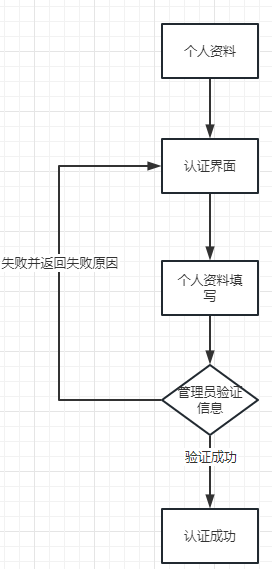 个人资料
认证界面
失败并返回失败原因
个人资料填
写
管理员验证
信息
验证成功
认证成功